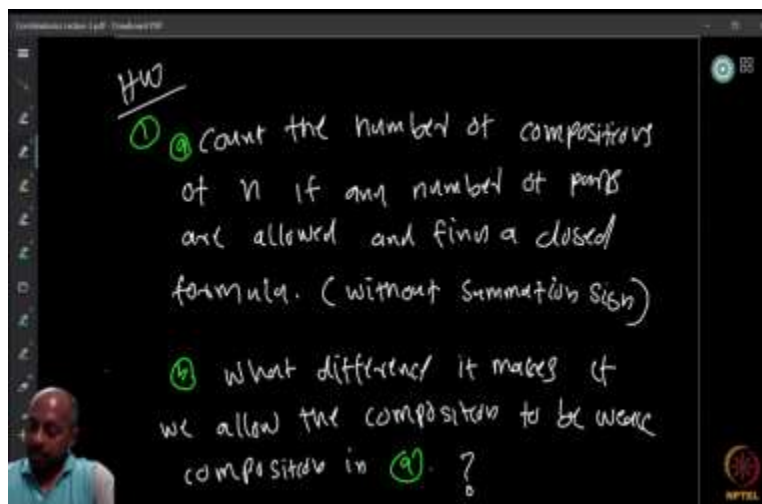 HW
① ⓐ Count the number of compositions
of n if any number of parts
are allowed and find a closed
formula. (without summation sign)
ⓑ What difference it makes if
we allow the composition to be weak
composition in ⓐ. ?
NPTEL